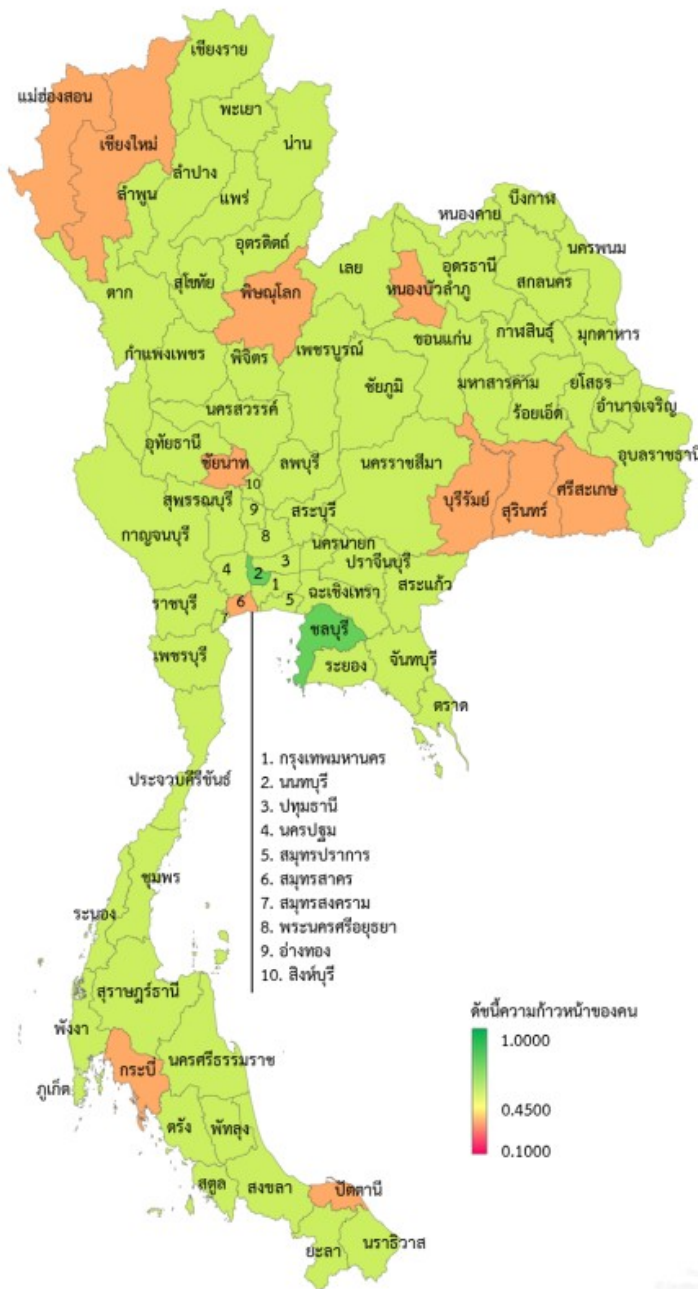 เชียงราย
แม่ฮ่องสอน
พะเยา
เชียงใหม่
น่าน
ลำปาง
ลำพูน
แพร่
บึงกาฬ
หนองคาย
อุตรดิตถ์
นครพนม
เลย
อุดรธานี
สุโขทัย
สกลนคร
ตาก
พิษณุโลก
หนองบัวลำภู
กำแพงเพชร
พิจิตร
เพชรบูรณ์
ขอนแก่น
กาฬสินธุ์
มุกดาหาร
ชัยภูมิ
มหาสารคาม
ยโสธร
นครสวรรค์
ร้อยเอ็ด
อำนาจเจริญ
อุทัยธานี
ชัยนาท
ลพบุรี
นครราชสีมา
อุบลราชธานี
10
บุรีรัมย์
สุรินทร์
ศรีสะเกษ
สุพรรณบุรี
9
สระบุรี
กาญจนบุรี
8
นครนายก
ปราจีนบุรี
4
3
2
1
ฉะเชิงเทรา
สระแก้ว
ราชบุรี
6
5
7
ชลบุรี
เพชรบุรี
ระยอง
จันทบุรี
ตราด
ประจวบคีรีขันธ์
1. กรุงเทพมหานคร
2. นนทบุรี
3. ปทุมธานี
4. นครปฐม
5. สมุทรปราการ
6. สมุทรสาคร
7. สมุทรสงคราม
8. พระนครศรีอยุธยา
9. อ่างทอง
10. สิงห์บุรี
ชุมพร
ระนอง
สุราษฎร์ธานี
พังงา
กระบี่
นครศรีธรรมราช
ภูเก็ต
ตรัง
พัทลุง
สตูล
สงขลา
ปัตตานี
ยะลา
นราธิวาส
ดัชนีความก้าวหน้าของคน
1.0000
0.4500
0.1000